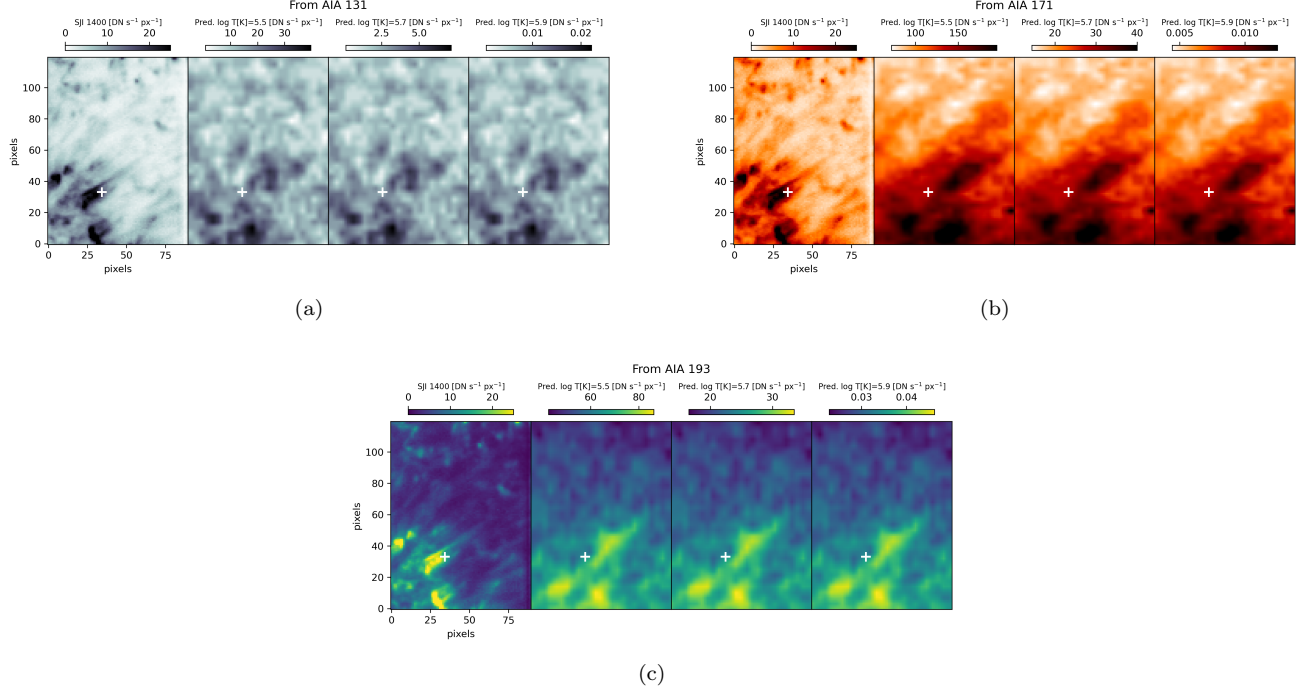 From AIA 131
SJI 1400 [DN s⁻¹ px⁻¹] Pred. log T[K]=5.5 [DN s⁻¹ px⁻¹] Pred. log T[K]=5.7 [DN s⁻¹ px⁻¹] Pred. log T[K]=5.9 [DN s⁻¹ px⁻¹]
0 10 20 10 20 30 2.5 5.0 0.01 0.02
100
80
60
40
20
0
pixels
0 25 50 75
pixels
(a)
From AIA 171
SJI 1400 [DN s⁻¹ px⁻¹] Pred. log T[K]=5.5 [DN s⁻¹ px⁻¹] Pred. log T[K]=5.7 [DN s⁻¹ px⁻¹] Pred. log T[K]=5.9 [DN s⁻¹ px⁻¹]
0 10 20 100 150 20 30 40 0.005 0.010
100
80
60
40
20
0
pixels
0 25 50 75
pixels
(b)
From AIA 193
SJI 1400 [DN s⁻¹ px⁻¹] Pred. log T[K]=5.5 [DN s⁻¹ px⁻¹] Pred. log T[K]=5.7 [DN s⁻¹ px⁻¹] Pred. log T[K]=5.9 [DN s⁻¹ px⁻¹]
0 10 20 60 80 20 30 0.03 0.04
100
80
60
40
20
0
pixels
0 25 50 75
pixels
(c)